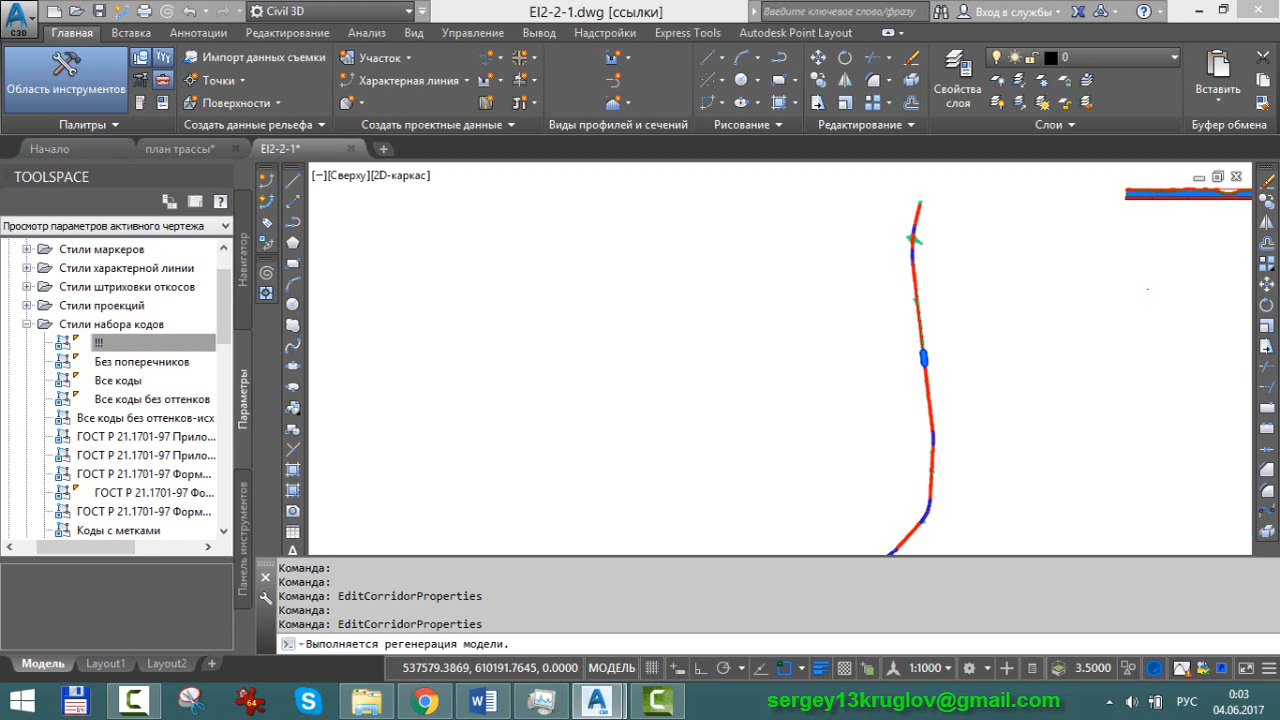 C3D
Civil 3D
EI2-2-1.dwg [ссылки]
Введите ключевое слово/фразу
Вход в службы
Главная Вставка Аннотации Редактирование Анализ Вид Управление Вывод Надстройки Express Tools Autodesk Point Layout
Область инструментов
Импорт данных съемки
Точки
Поверхности
Участок
Характерная линия
0
Свойства слоя
Вставить
Палитры
Создать данные рельефа
Создать проектные данные
Виды профилей и сечений
Рисование
Редактирование
Слои
Буфер обмена
Начало
план трассы*
EI2-2-1*
TOOLSPACE
[−][Сверху][2D-каркас]
Просмотр параметров активного чертежа
Стили маркеров
Стили характерной линии
Стили штриховки откосов
Стили проекций
Стили набора кодов
!!!
Без поперечников
Все коды
Все коды без оттенков
Все коды без оттенков-исх
ГОСТ Р 21.1701-97 Прило...
ГОСТ Р 21.1701-97 Прило...
ГОСТ Р 21.1701-97 Форм...
ГОСТ Р 21.1701-97 Фо...
ГОСТ Р 21.1701-97 Форм...
Коды с метками
Навигатор
Параметры
Панель инструментов
Команда:
Команда:
Команда: EditCorridorProperties
Команда:
Команда: EditCorridorProperties
Выполняется регенерация модели.
Модель Layout1 Layout2 +
537579.3869, 610191.7645, 0.0000 МОДЕЛЬ
1:1000
3.5000
64
sergey13kruglov@gmail.com
РУС
0:03
04.06.2017